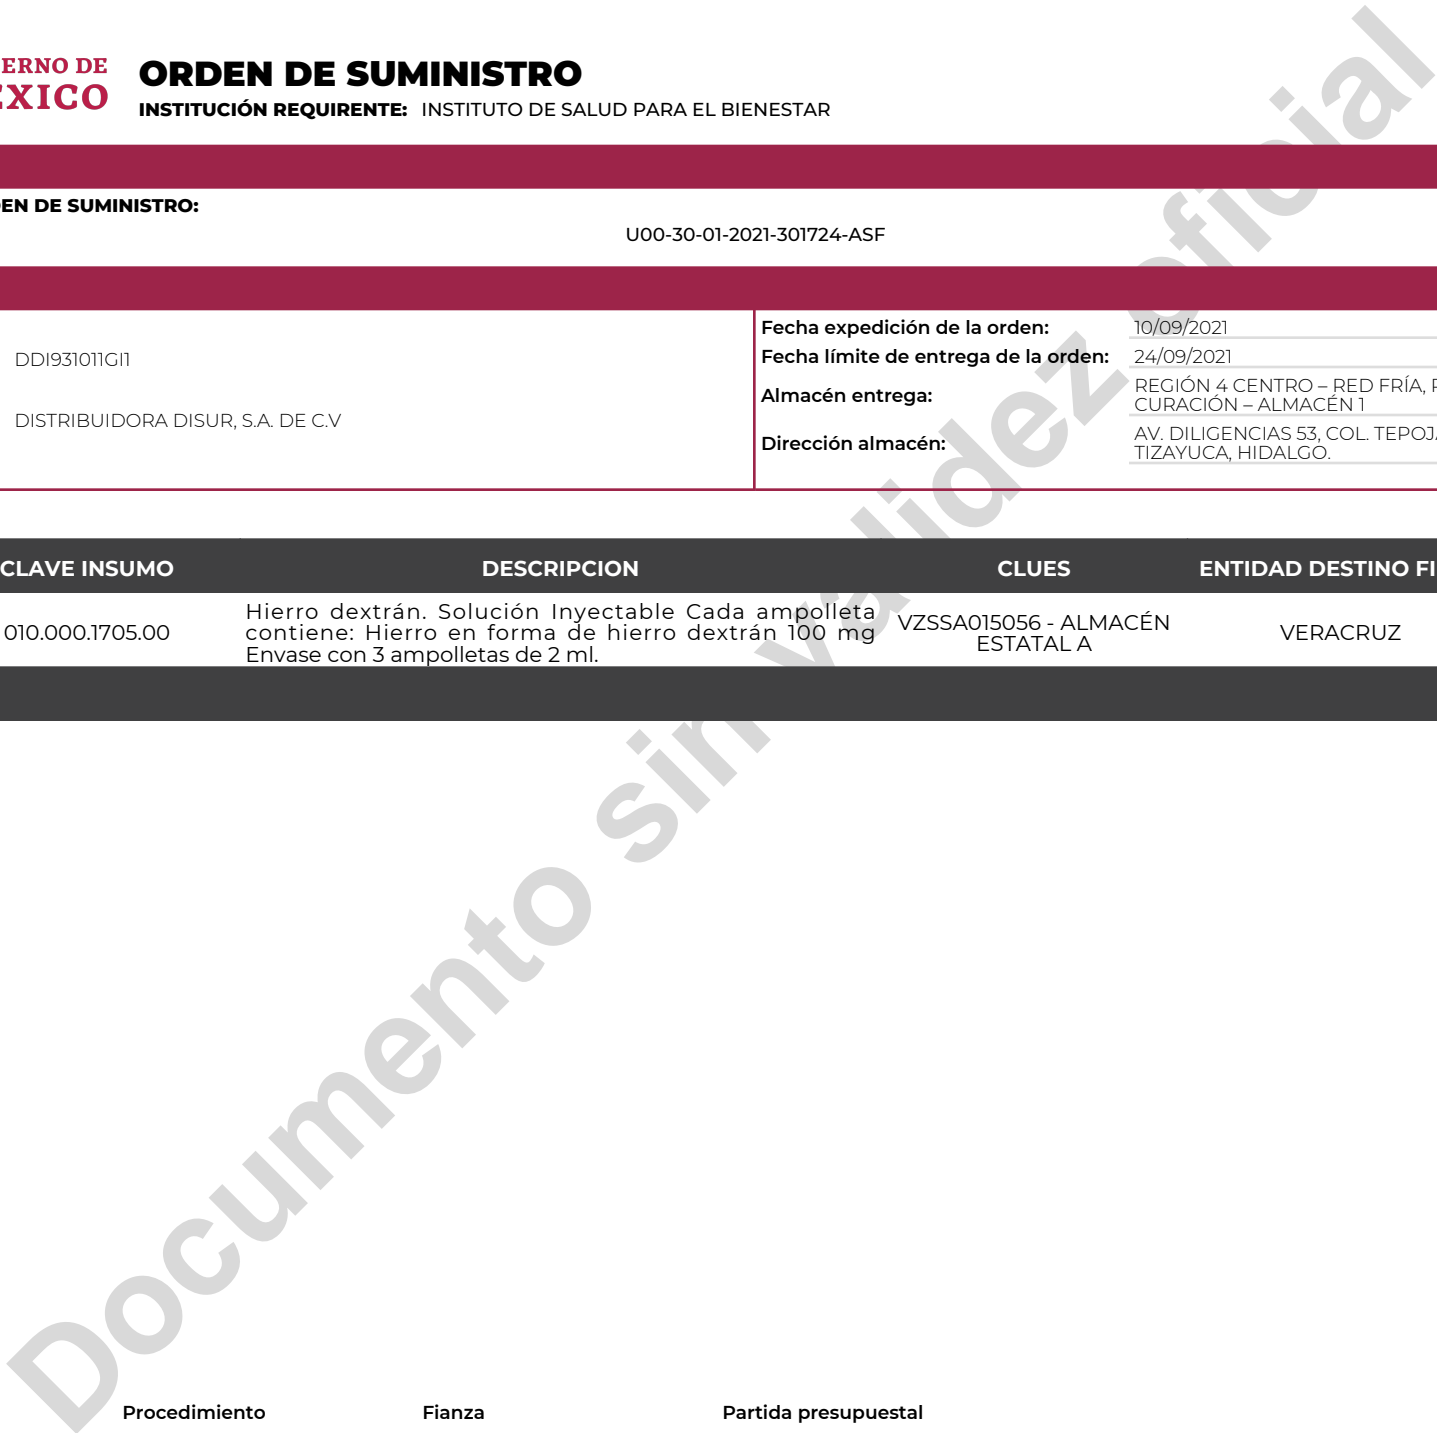 ERNO DE
EXICO
ORDEN DE SUMINISTRO
INSTITUCIÓN REQUIRENTE: INSTITUTO DE SALUD PARA EL BIENESTAR
EN DE SUMINISTRO:
U00-30-01-2021-301724-ASF
DDI931011GI1
DISTRIBUIDORA DISUR, S.A. DE C.V
Fecha expedición de la orden: 10/09/2021
Fecha límite de entrega de la orden: 24/09/2021
Almacén entrega: REGIÓN 4 CENTRO – RED FRÍA,
CURACIÓN – ALMACÉN 1
Dirección almacén: AV. DILIGENCIAS 53, COL. TEPOJ
TIZAYUCA, HIDALGO.
CLAVE INSUMO DESCRIPCION CLUES ENTIDAD DESTINO FI
010.000.1705.00
Hierro dextrán. Solución Inyectable Cada ampolleta
contiene: Hierro en forma de hierro dextrán 100 mg
Envase con 3 ampolletas de 2 ml.
VZSSA015056 - ALMACÉN
ESTATAL A
VERACRUZ
Documento sin validez oficial
Procedimiento Fianza Partida presupuestal